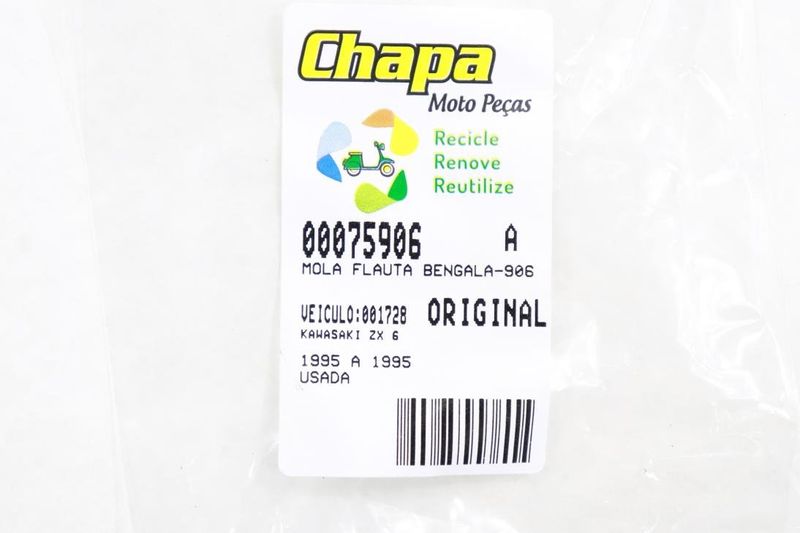 Chapa
Moto Peças
Recicle
Renove
Reutilize
00075906 A
MOLA FLAUTA BENGALA-906
VEICULO:001728 ORIGINAL
KAWASAKI ZX 6
1995 A 1995
USADA